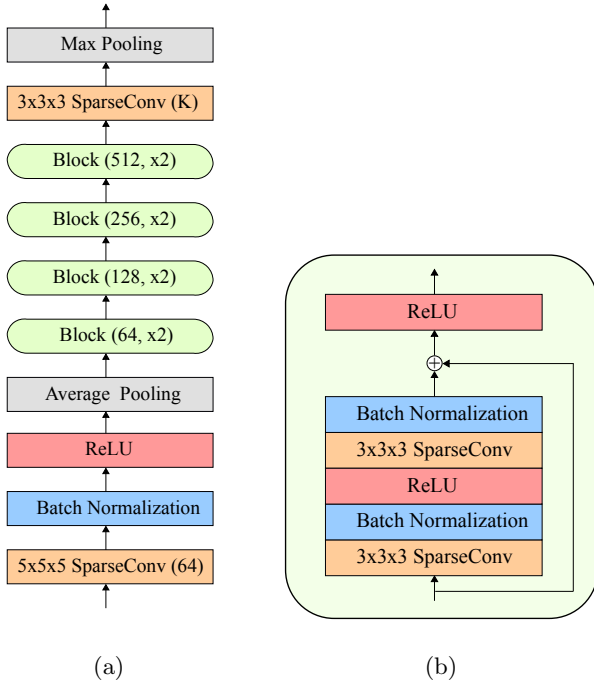 Max Pooling
3x3x3 SparseConv (K)
Block (512, x2)
Block (256, x2)
Block (128, x2)
Block (64, x2)
Average Pooling
ReLU
Batch Normalization
5x5x5 SparseConv (64)
(a)
ReLU
Batch Normalization
3x3x3 SparseConv
ReLU
Batch Normalization
3x3x3 SparseConv
(b)